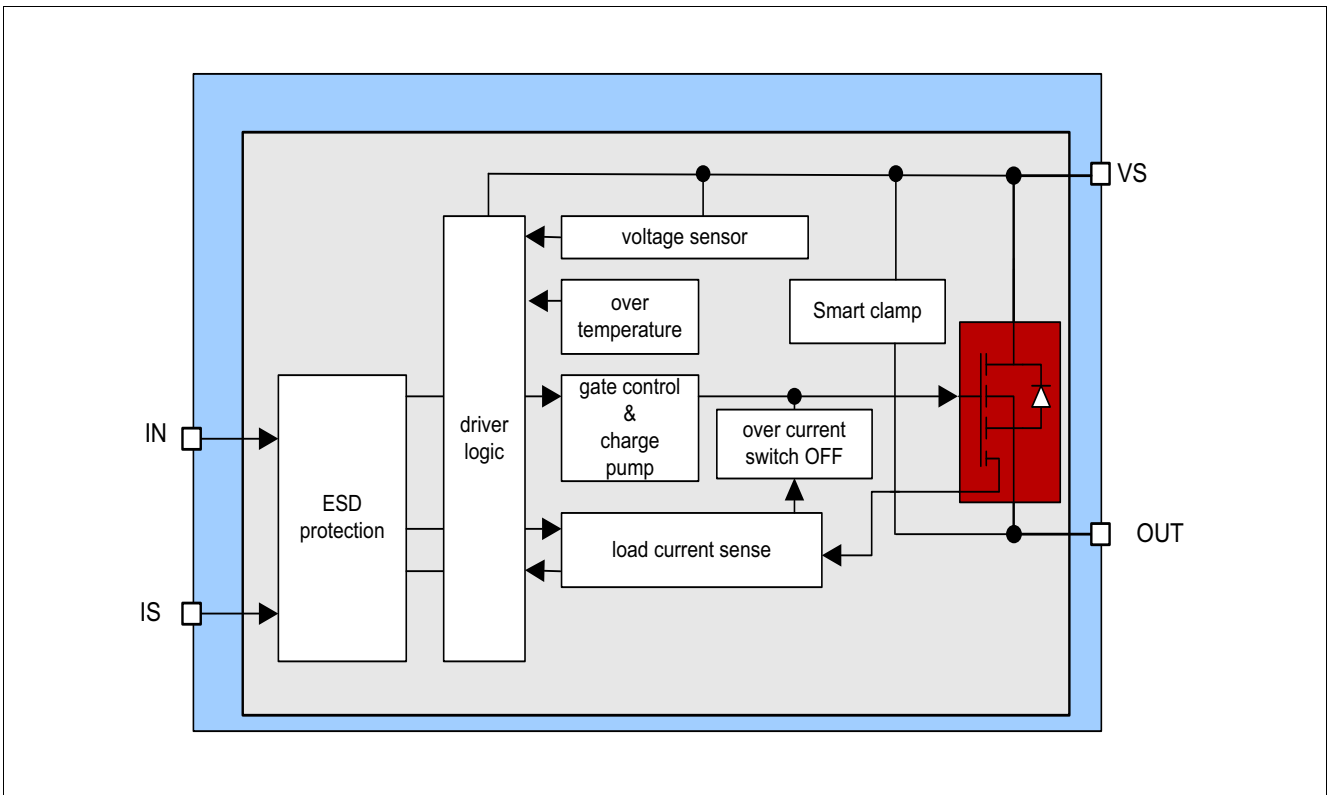 VS
voltage sensor
over
temperature
Smart clamp
gate control
&
charge
pump
over current
switch OFF
driver
logic
IN
ESD
protection
load current sense
OUT
IS